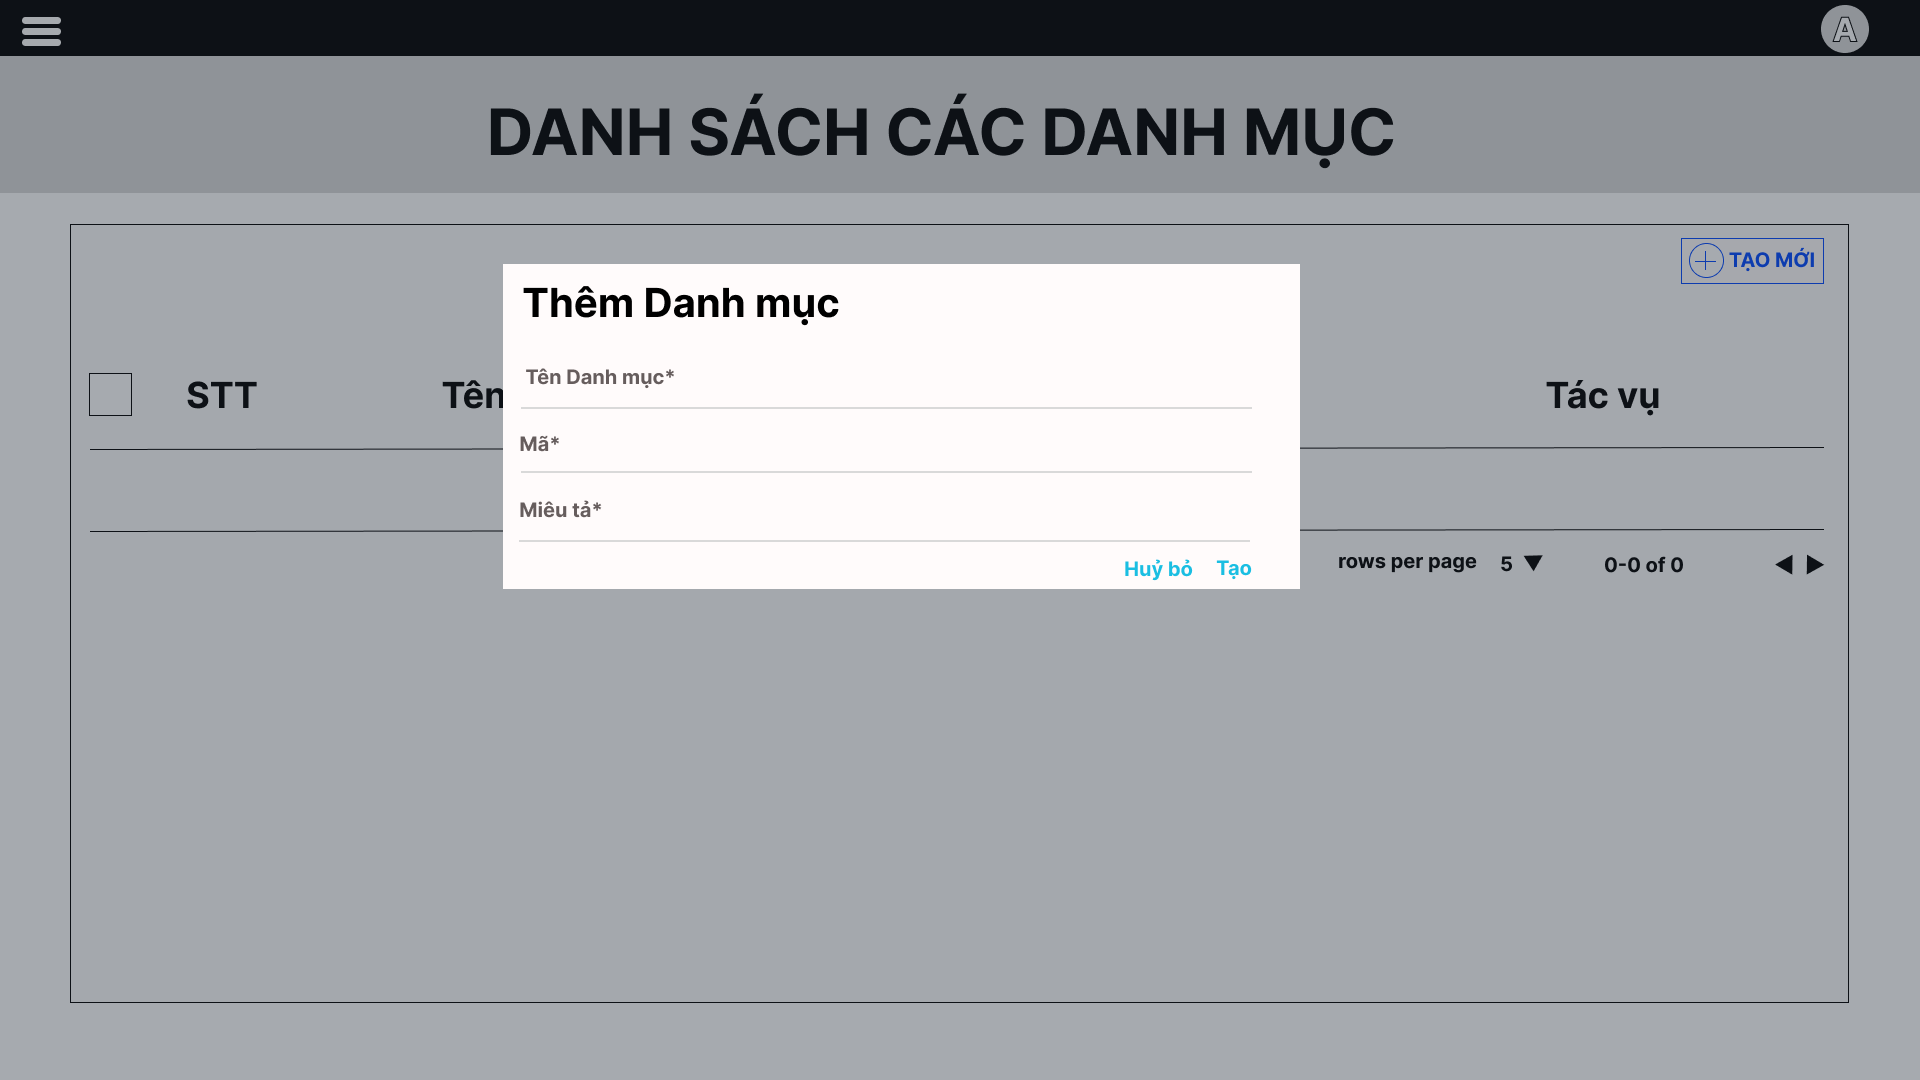 A
DANH SÁCH CÁC DANH MỤC
TẠO MỚI
Thêm Danh mục
Tên Danh mục*
STT
Tên
Tác vụ
Mã*
Miêu tả*
Huỷ bỏ
Tạo
rows per page
5
0-0 of 0